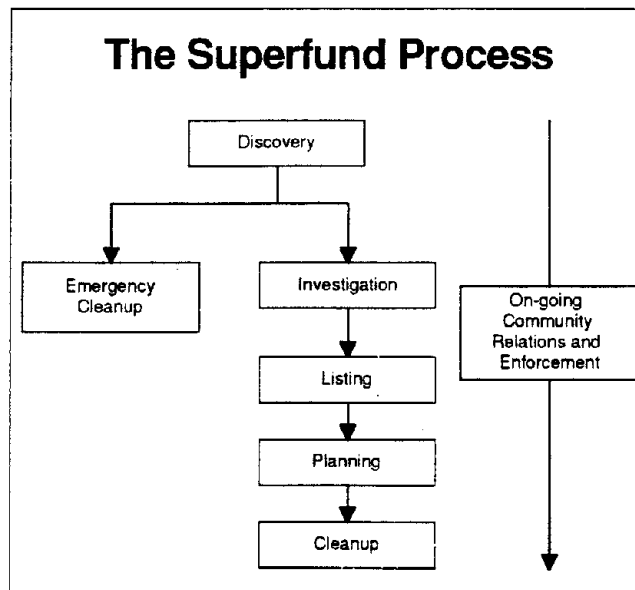 The Superfund Process
Discovery
Emergency
Cleanup
Investigation
On-going
Community
Relations and
Enforcement
Listing
Planning
Cleanup